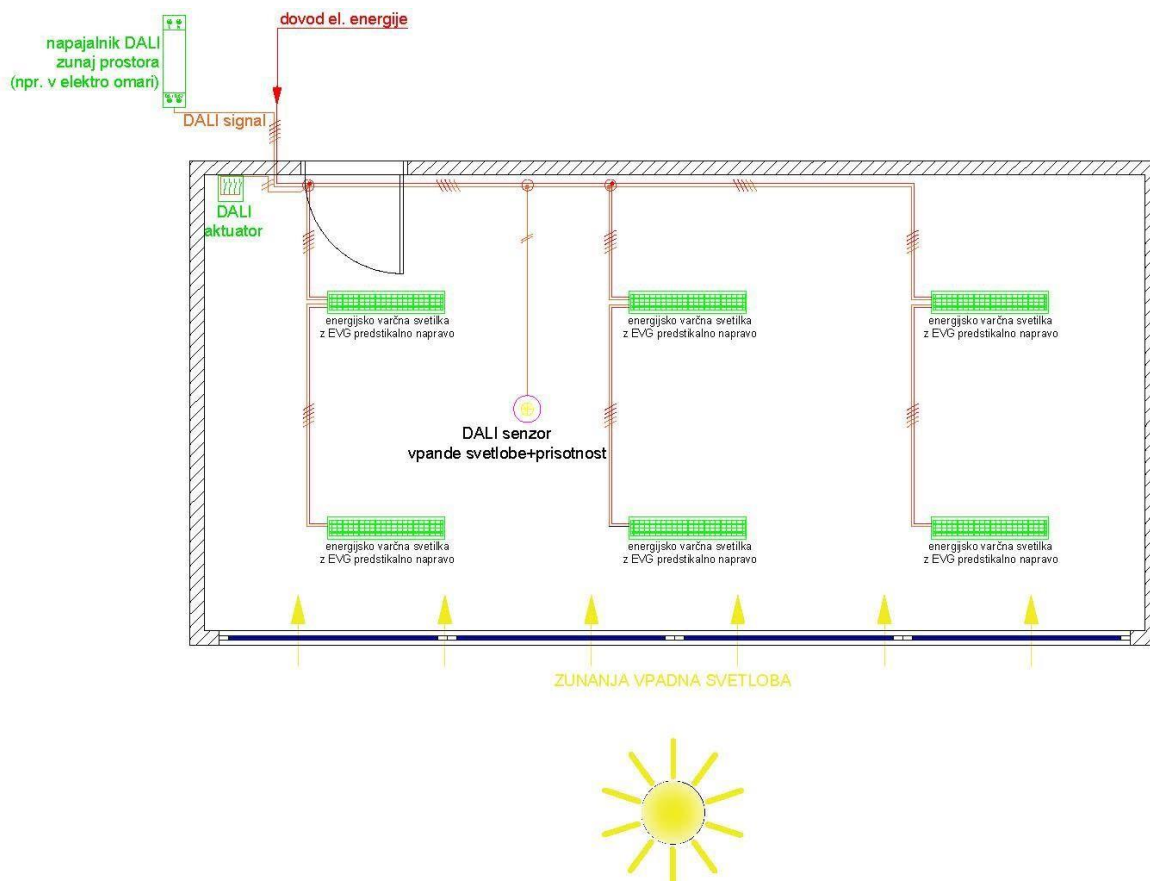 dovod el. energije
napajalnik DALI
zunaj prostora
(npr. v elektro omari)
DALI signal
DALI
aktuator
energijsko varčna svetilka
z EVG predstikalno napravo
energijsko varčna svetilka
z EVG predstikalno napravo
energijsko varčna svetilka
z EVG predstikalno napravo
DALI senzor
vpande svetlobe+prisotnost
energijsko varčna svetilka
z EVG predstikalno napravo
energijsko varčna svetilka
z EVG predstikalno napravo
energijsko varčna svetilka
z EVG predstikalno napravo
ZUNANJA VPADNA SVETLOBA